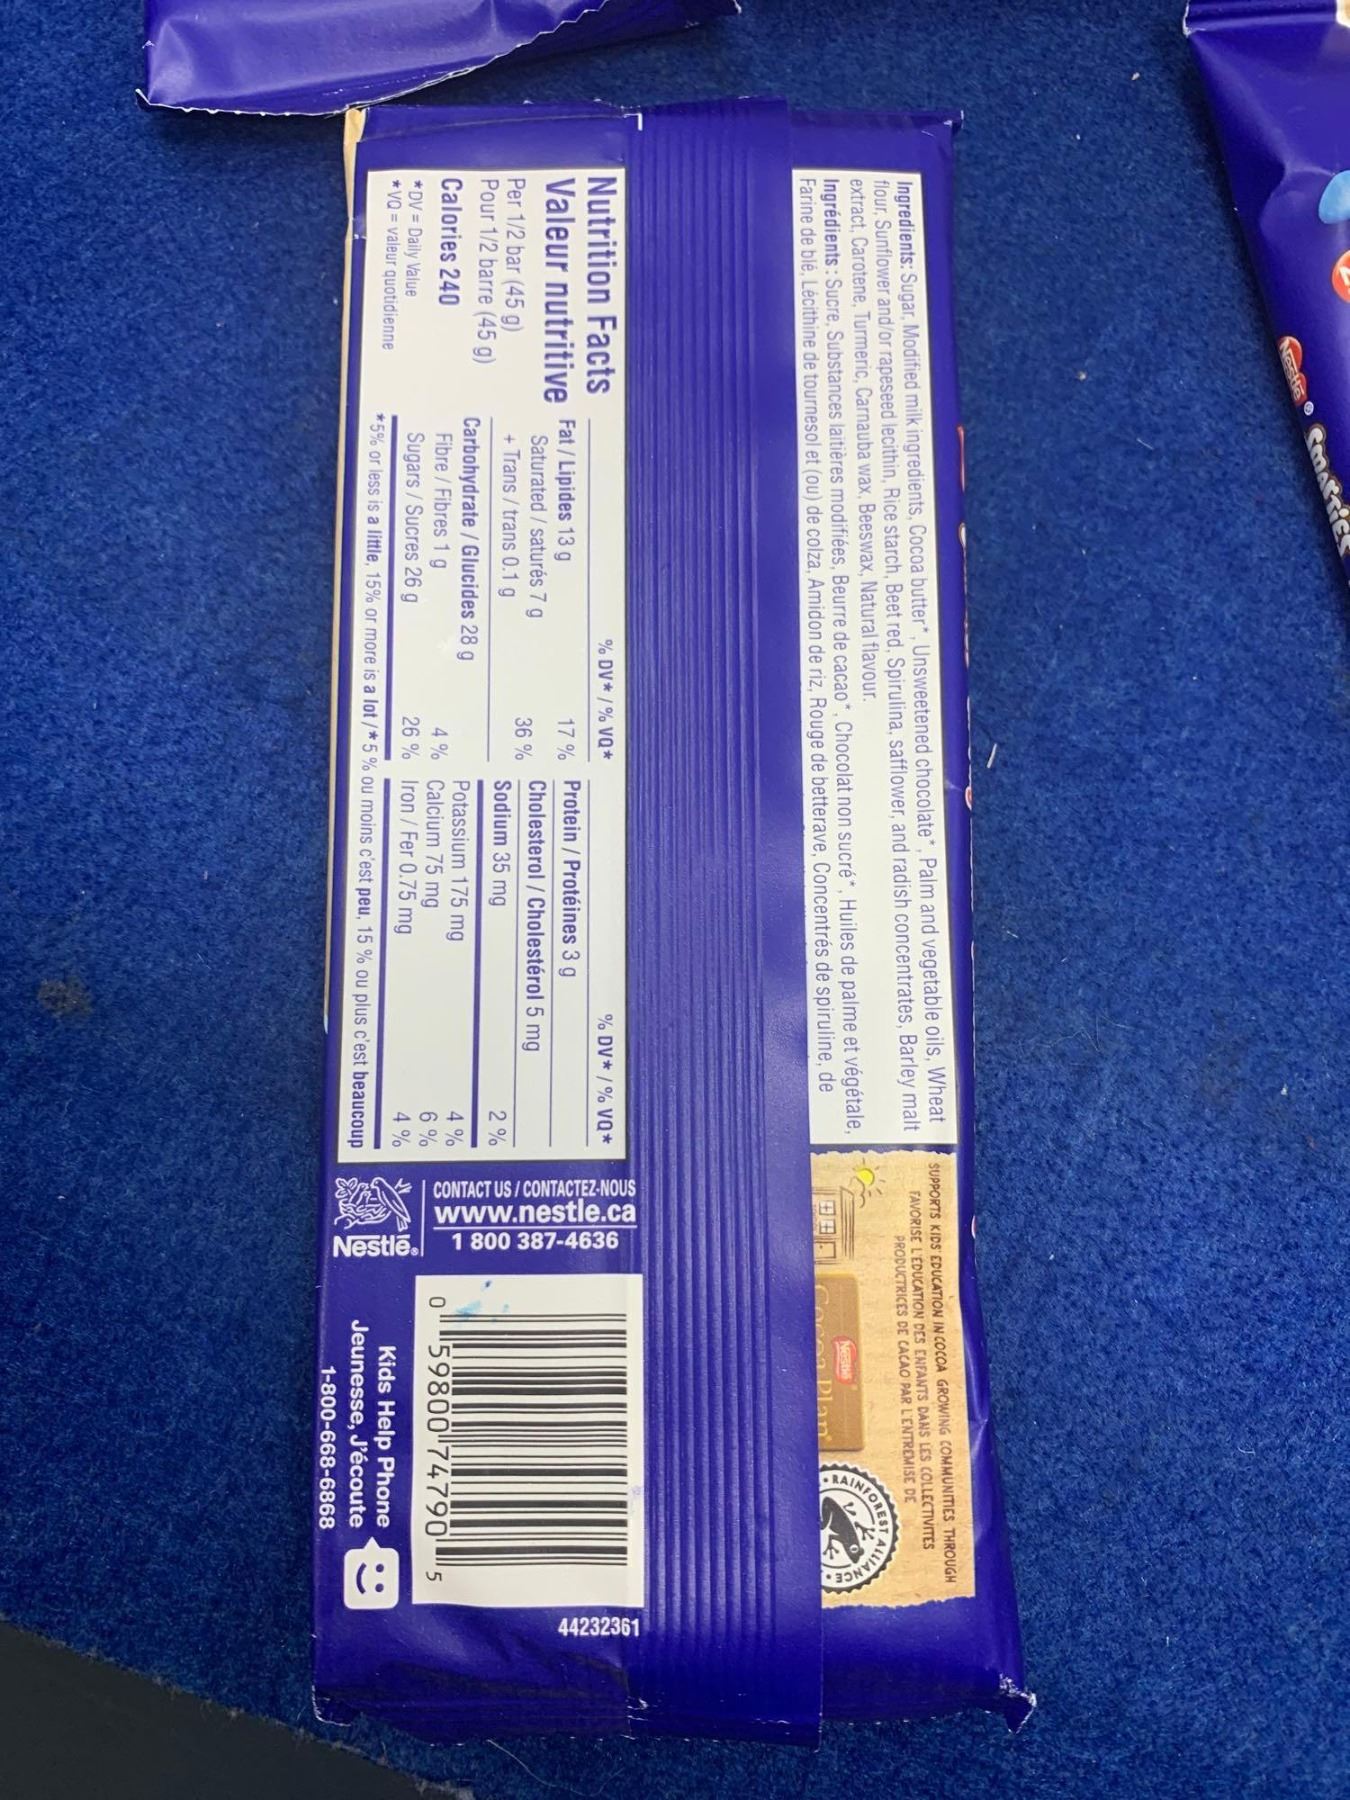 Ingredients: Sugar, Modified milk ingredients, Cocoa butter*, Unsweetened chocolate*, Palm and vegetable oils, Wheat
flour, Sunflower and/or rapeseed lecithin, Rice starch, Beet red, Spirulina, safflower, and radish concentrates, Barley malt
extract, Carotene, Turmeric, Carnauba wax, Beeswax, Natural flavour.
Ingrédients : Sucre, Substances laitières modifiées, Beurre de cacao*, Chocolat non sucré*, Huiles de palme et végétale,
Farine de blé, Lécithine de tournesol et (ou) de colza, Amidon de riz, Rouge de betterave, Concentrés de spiruline, de
SUPPORTS KIDS' EDUCATION IN COCOA GROWING COMMUNITIES THROUGH
FAVORISE L'ÉDUCATION DES ENFANTS DANS LES COLLECTIVITÉS
PRODUCTRICES DE CACAO PAR L'ENTREMISE DE
Nestlé
Cocoa Plan
RAINFOREST ALLIANCE
Nutrition Facts
Valeur nutritive
Per 1/2 bar (45 g)
Pour 1/2 barre (45 g)
Calories 240
*DV = Daily Value
*VQ = valeur quotidienne
% DV* / % VQ*
Fat / Lipides 13 g 17 %
Saturated / saturés 7 g
+ Trans / trans 0.1 g 36 %
Carbohydrate / Glucides 28 g
Fibre / Fibres 1 g 4 %
Sugars / Sucres 26 g 26 %
% DV* / % VQ*
Protein / Protéines 3 g
Cholesterol / Cholestérol 5 mg
Sodium 35 mg 2 %
Potassium 175 mg 4 %
Calcium 75 mg 6 %
Iron / Fer 0.75 mg 4 %
*5% or less is a little, 15% or more is a lot / *5 % ou moins c'est peu, 15 % ou plus c'est beaucoup
CONTACT US / CONTACTEZ-NOUS
www.nestle.ca
1 800 387-4636
Nestlé®
0 59800 74790 5
44232361
Kids Help Phone
Jeunesse, J'écoute
1-800-668-6868
Nestlé®
SMARTIES